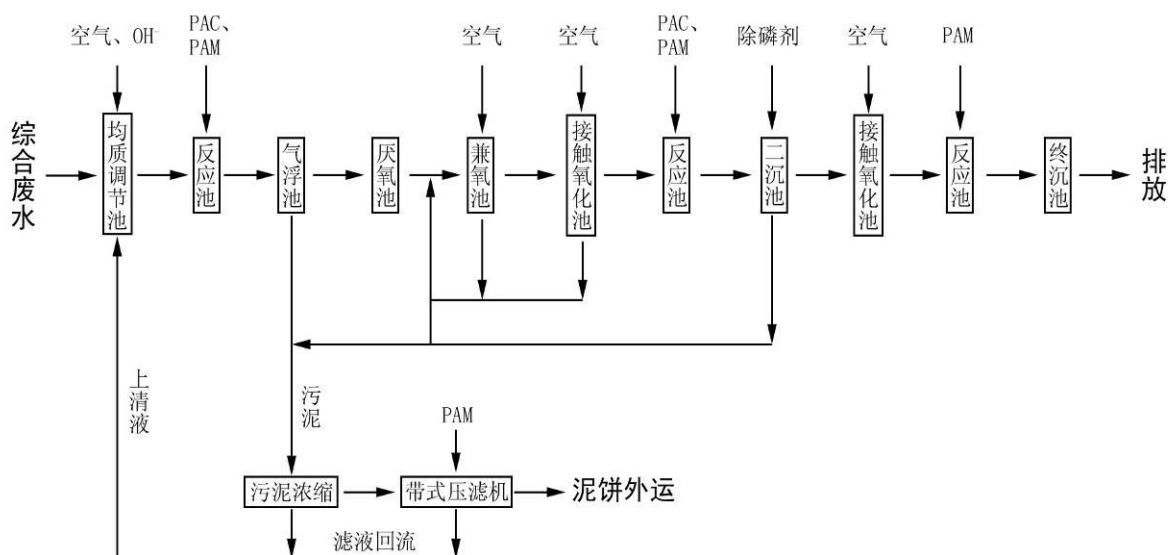 空气、OH⁻
PAC、
PAM
空气
空气
PAC、
PAM
除磷剂
空气
PAM
综合废水
均质调节池
反应池
气浮池
厌氧池
兼氧池
接触氧化池
反应池
二沉池
接触氧化池
反应池
终沉池
排放
上清液
污泥
PAM
污泥浓缩
带式压滤机
泥饼外运
滤液回流